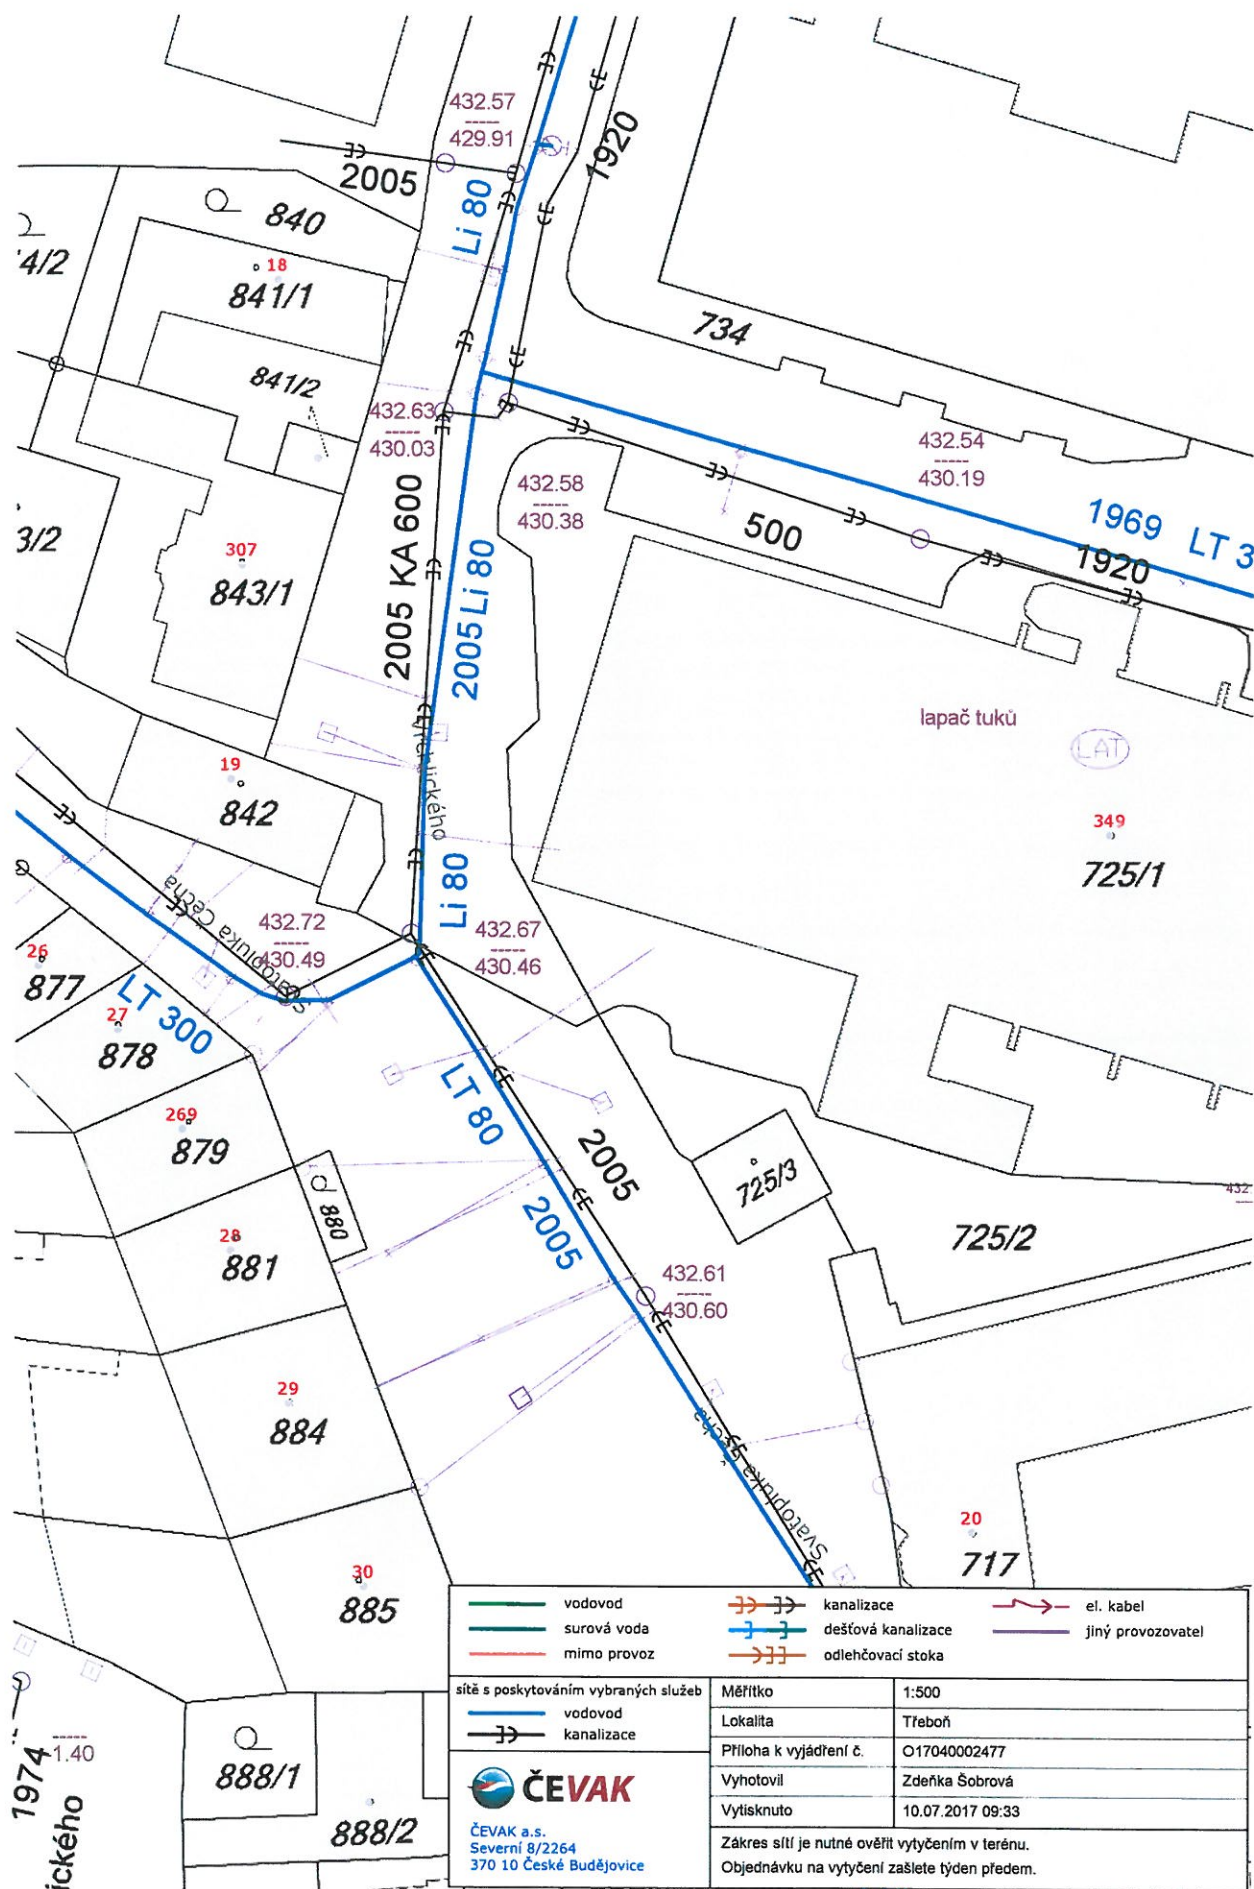 432.57
-----
429.91
1920
2005
Li 80
840
4/2
18
841/1
734
841/2
432.63
-----
430.03
432.54
-----
430.19
432.58
-----
430.38
500
1969 LT 3
1920
3/2
307
843/1
2005 KA 600
2005 Li 80
lapač tuků
LAT
19
842
349
725/1
Li 80
Svatopluka Čecha
432.72
-----
430.49
432.67
-----
430.46
26
877
LT 300
27
878
LT 80
269
879
2005
2005
725/3
880
28
881
725/2
432
432.61
-----
430.60
29
884
Svatopluka Čecha
20
717
30
885
vodovod
surová voda
mimo provoz
kanalizace
dešťová kanalizace
odlehčovací stoka
el. kabel
jiný provozovatel
sítě s poskytováním vybraných služeb
vodovod
kanalizace
Měřítko 1:500
Lokalita Třeboň
Příloha k vyjádření č. O17040002477
Vyhotovil Zdeňka Šobrová
Vytisknuto 10.07.2017 09:33
Zákres sítí je nutné ověřit vytyčením v terénu.
Objednávku na vytyčení zašlete týden předem.
ČEVAK
ČEVAK a.s.
Severní 8/2264
370 10 České Budějovice
-----
1.40
1974
ického
888/1
888/2